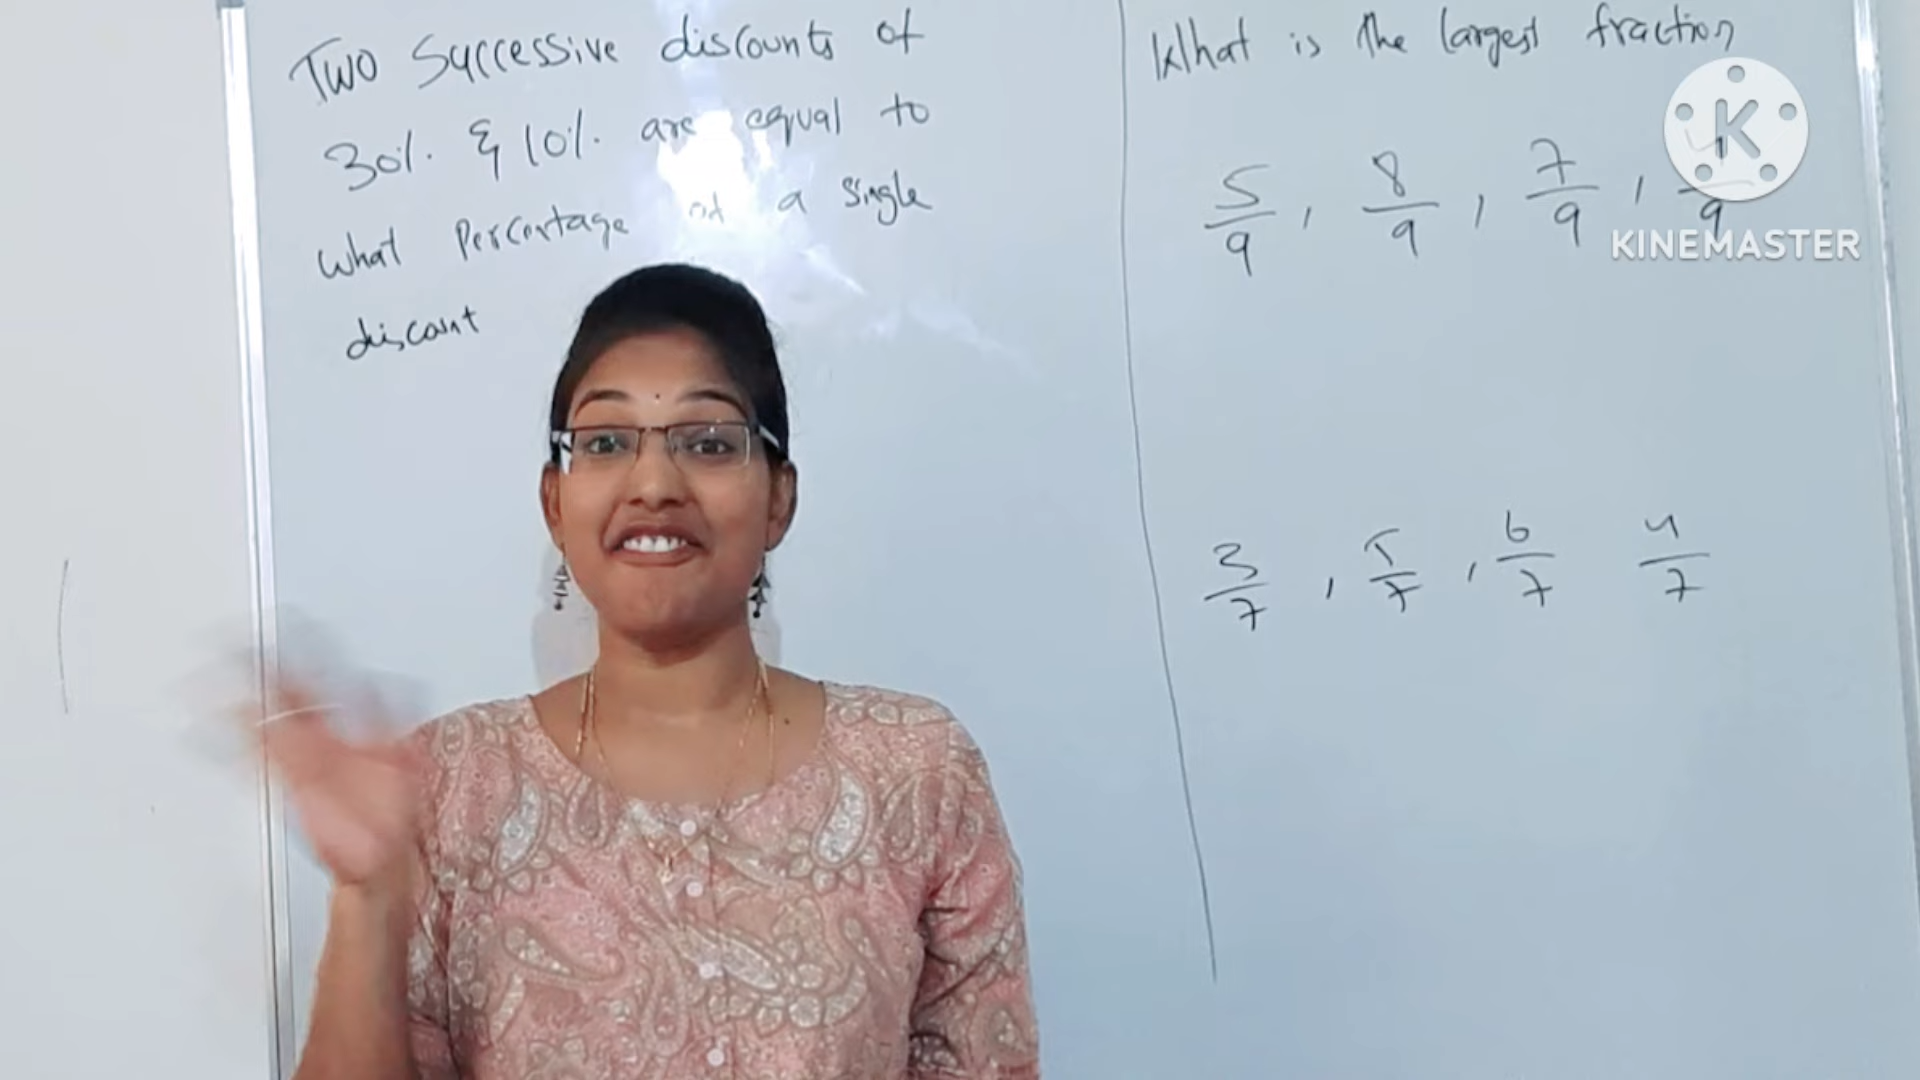 Two Successive discounts of
30%. & 10%. are equal to
what Percentage of a single
discount
What is the largest fraction
5/9, 8/9, 7/9, /9
3/7, 5/7, 6/7 4/7
K
KINEMASTER